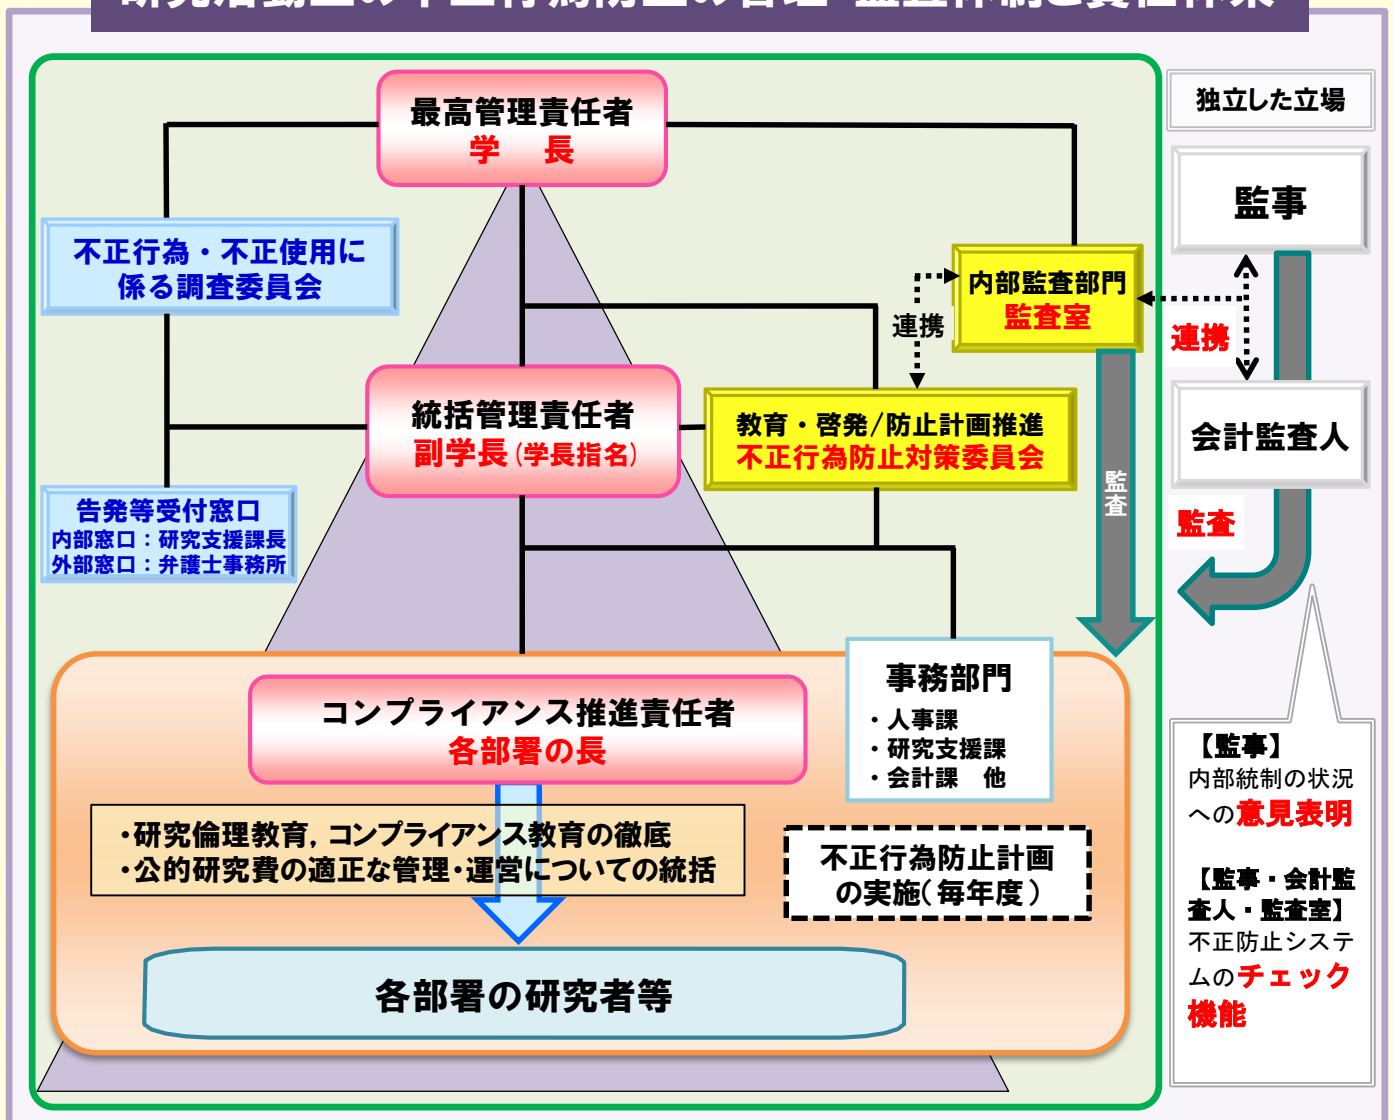 最高管理責任者
学　長
独立した立場
監事
不正行為・不正使用に
係る調査委員会
内部監査部門
監査室
連携
連携
統括管理責任者
副学長(学長指名)
教育・啓発/防止計画推進
不正行為防止対策委員会
会計監査人
監査
監査
告発等受付窓口
内部窓口：研究支援課長
外部窓口：弁護士事務所
コンプライアンス推進責任者
各部署の長
事務部門
・人事課
・研究支援課
・会計課　他
・研究倫理教育，コンプライアンス教育の徹底
・公的研究費の適正な管理・運営についての統括
不正行為防止計画
の実施（毎年度）
各部署の研究者等
【監事】
内部統制の状況
への意見表明
【監事・会計監
査人・監査室】
不正防止システ
ムのチェック
機能